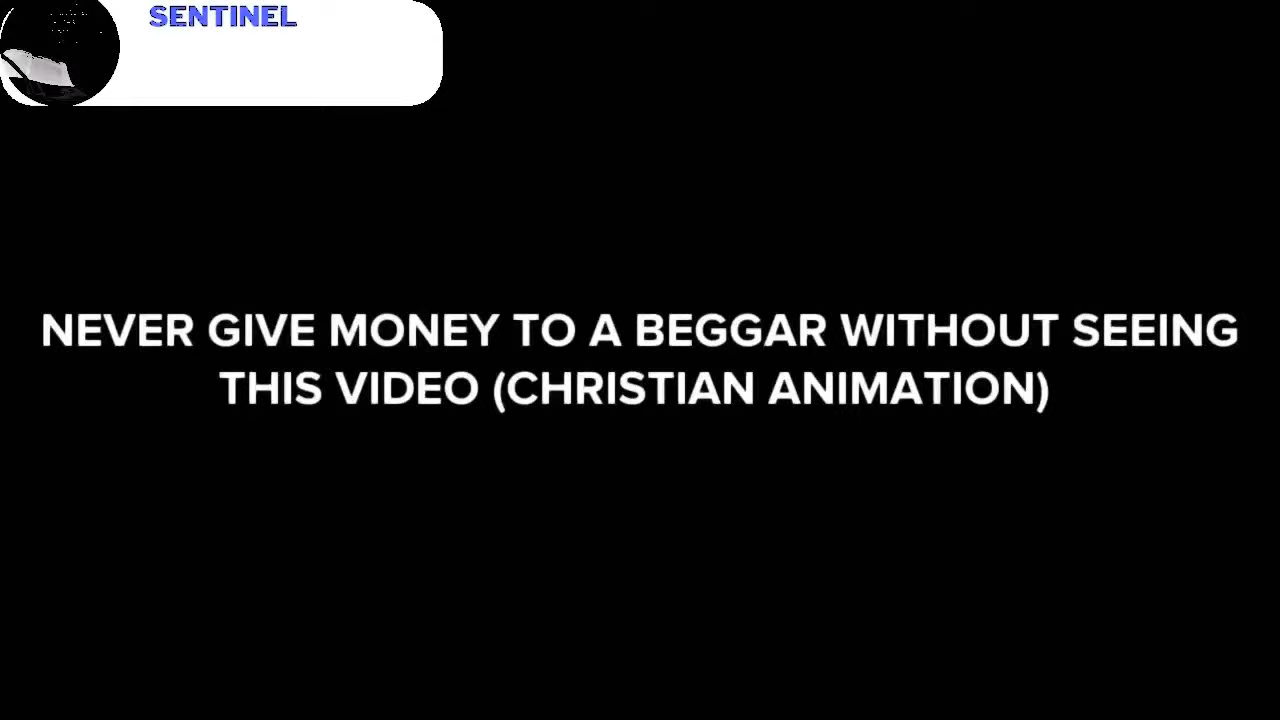 SENTINEL
NEVER GIVE MONEY TO A BEGGAR WITHOUT SEEING
THIS VIDEO (CHRISTIAN ANIMATION)